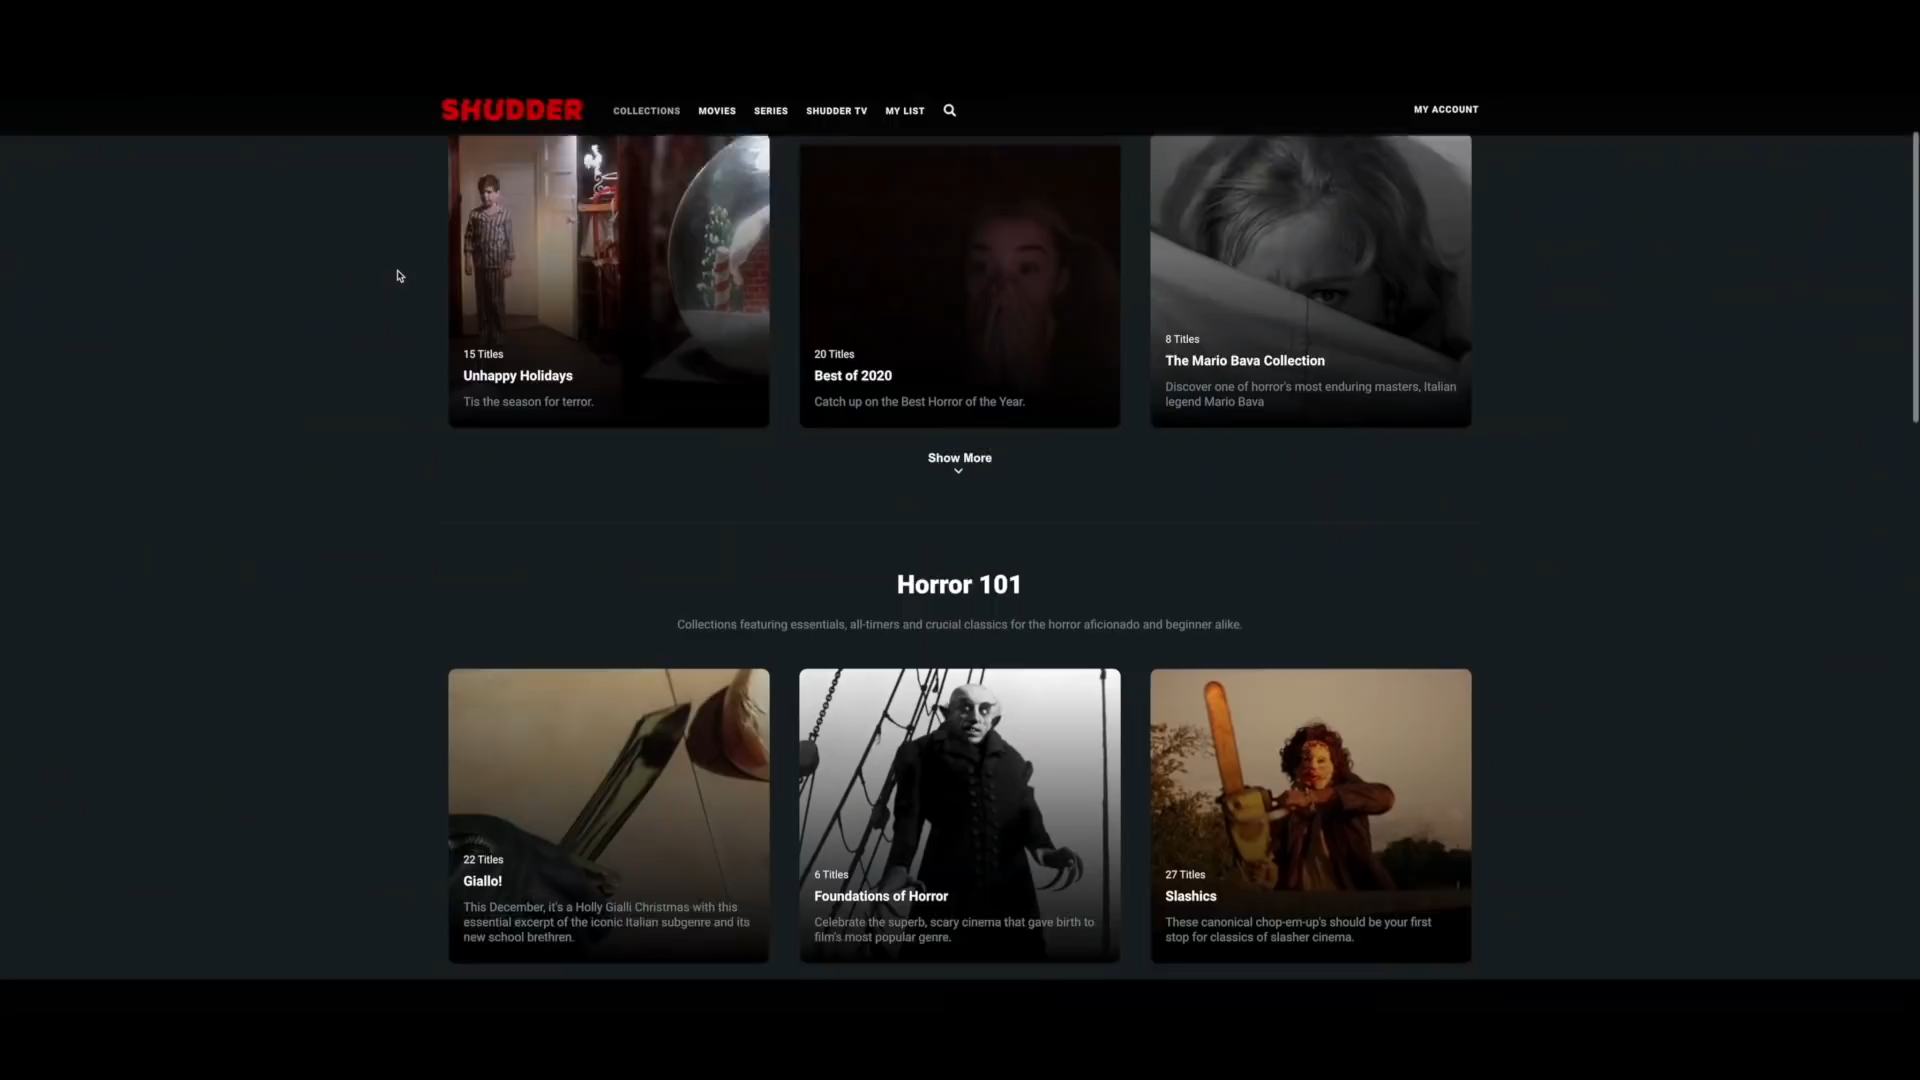 SHUDDER COLLECTIONS MOVIES SERIES SHUDDER TV MY LIST MY ACCOUNT
15 Titles
Unhappy Holidays
Tis the season for terror.
20 Titles
Best of 2020
Catch up on the Best Horror of the Year.
8 Titles
The Mario Bava Collection
Discover one of horror's most enduring masters, Italian
legend Mario Bava
Show More
Horror 101
Collections featuring essentials, all-timers and crucial classics for the horror aficionado and beginner alike.
22 Titles
Giallo!
This December, it's a Holly Gialli Christmas with this
essential excerpt of the iconic Italian subgenre and its
new school brethren.
6 Titles
Foundations of Horror
Celebrate the superb, scary cinema that gave birth to
film's most popular genre.
27 Titles
Slashics
These canonical chop-em-up's should be your first
stop for classics of slasher cinema.